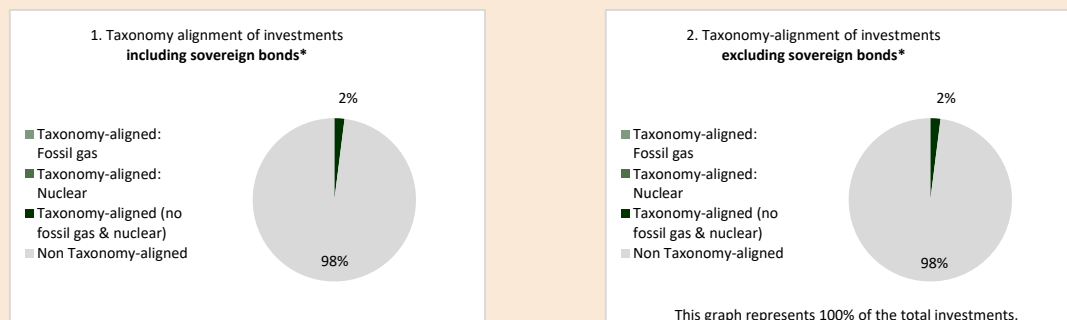 1. Taxonomy alignment of investments
including sovereign bonds*
2%
Taxonomy-aligned:
Fossil gas
Taxonomy-aligned:
Nuclear
Taxonomy-aligned (no
fossil gas & nuclear)
Non Taxonomy-aligned
98%
2. Taxonomy-alignment of investments
excluding sovereign bonds*
2%
Taxonomy-aligned:
Fossil gas
Taxonomy-aligned:
Nuclear
Taxonomy-aligned (no
fossil gas & nuclear)
Non Taxonomy-aligned
98%
This graph represents 100% of the total investments.